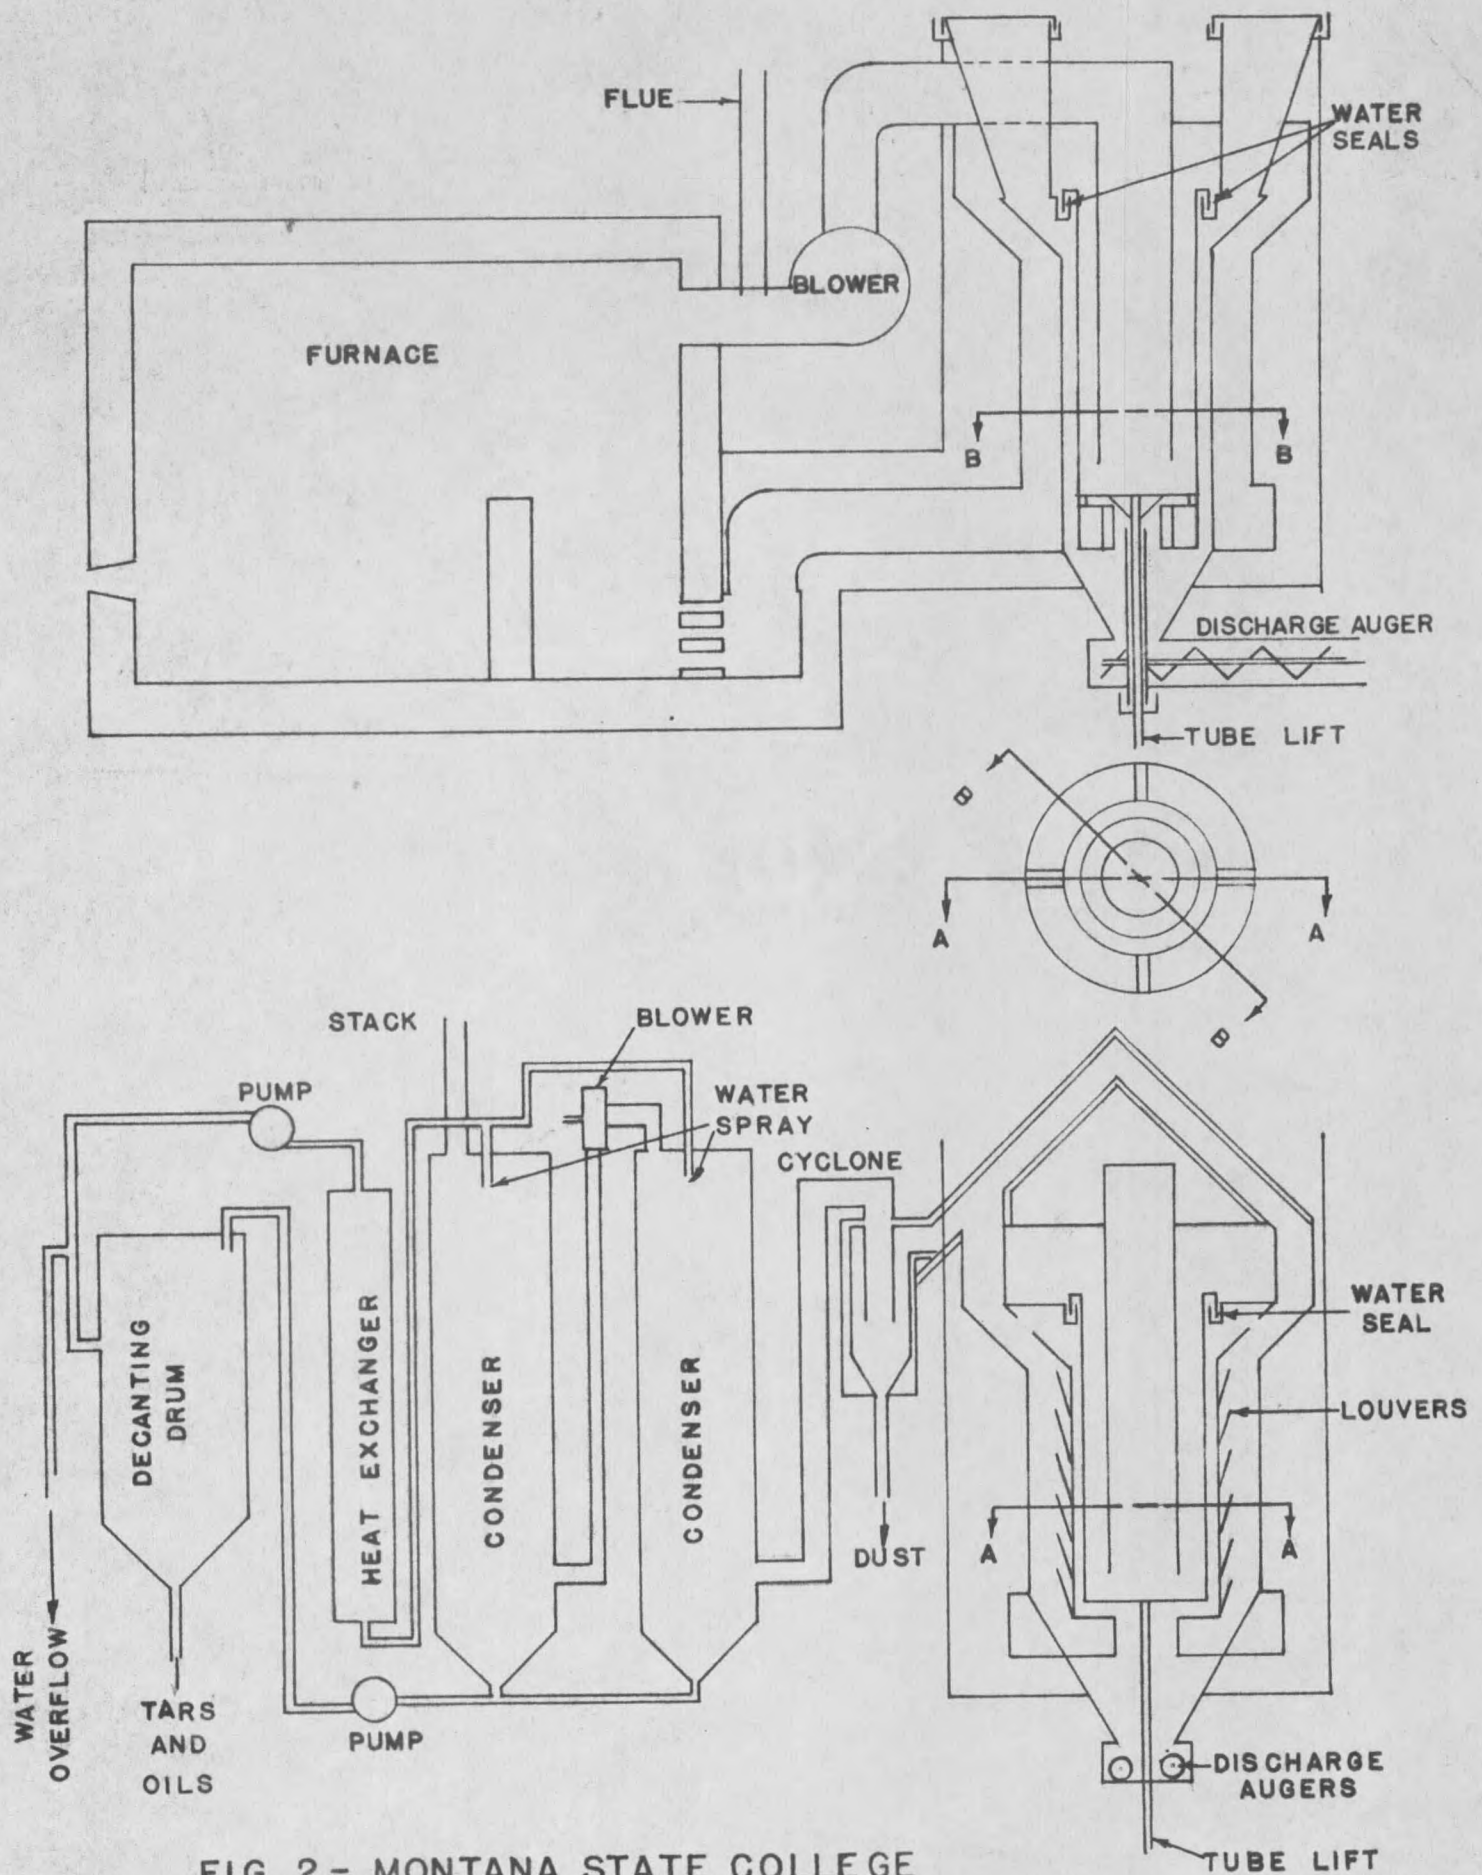 FLUE
WATER
SEALS
BLOWER
FURNACE
B
B
DISCHARGE AUGER
TUBE LIFT
B
A
A
B
STACK
BLOWER
PUMP
WATER
SPRAY
CYCLONE
WATER
SEAL
DECANTING
DRUM
HEAT EXCHANGER
CONDENSER
CONDENSER
LOUVERS
A
A
DUST
WATER
OVERFLOW
TARS
AND
OILS
PUMP
DISCHARGE
AUGERS
TUBE LIFT
FIG. 2- MONTANA STATE COLLEGE